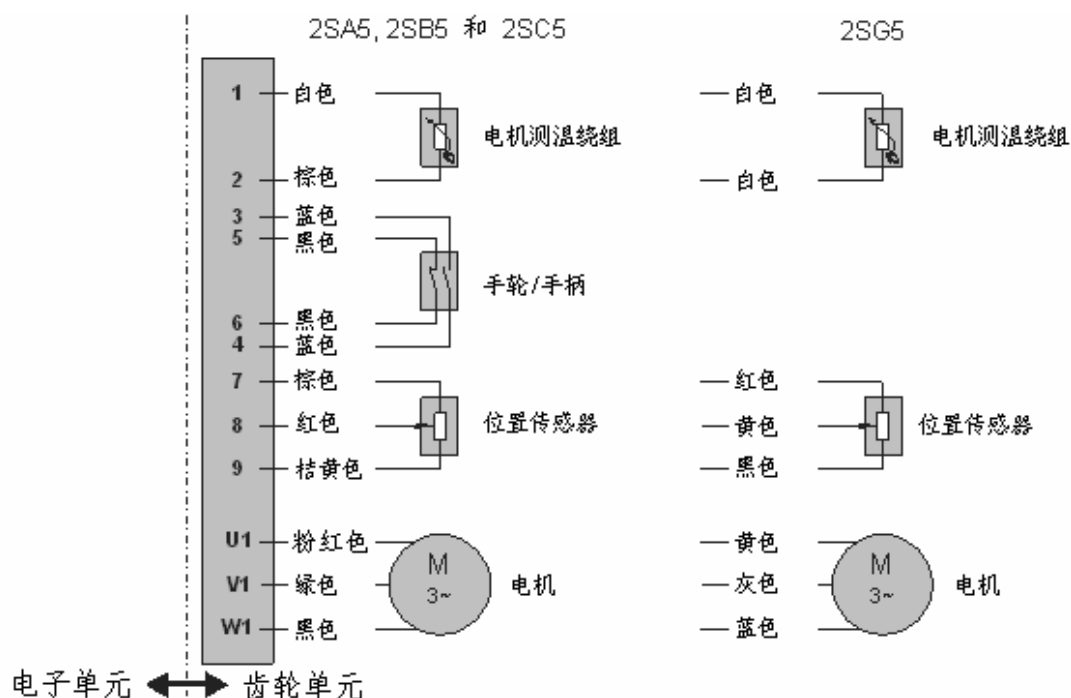 2SA5, 2SB5 和 2SC5 2SG5
1 白色 白色
电机测温绕组 电机测温绕组
2 棕色 白色
3 蓝色
5 黑色
手轮/手柄
6 黑色
4 蓝色
7 棕色 红色
8 红色 位置传感器 黄色 位置传感器
9 桔黄色 黑色
U1 粉红色 黄色
M M
V1 绿色 电机 灰色 电机
3~ 3~
W1 黑色 蓝色
电子单元 齿轮单元